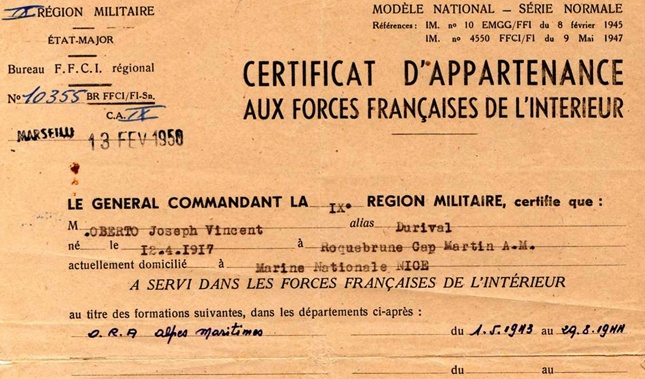 IX RÉGION MILITAIRE
ÉTAT-MAJOR
Bureau F.F.C.I. régional
No 10355 BR FFCI/FI-Sn.
C.A. IX
MARSEILLE 13 FEV 1950
MODÈLE NATIONAL – SÉRIE NORMALE
Références : IM. no 10 EMGG/FFI du 8 février 1945
IM. no 4550 FFCI/FI du 9 Mai 1947
CERTIFICAT D'APPARTENANCE
AUX FORCES FRANÇAISES DE L'INTERIEUR
LE GENERAL COMMANDANT LA IXe REGION MILITAIRE, certifie que :
M .OBERTO Joseph Vincent alias Durival
né le 12.4.1917 à Roquebrune Cap Martin A.M.
actuellement domicilié à Marine Nationale NICE
A SERVI DANS LES FORCES FRANÇAISES DE L'INTÉRIEUR
au titre des formations suivantes, dans les départements ci-après :
O.R.A Alpes Maritimes du 1.5.1943 au 29.8.1944
du au